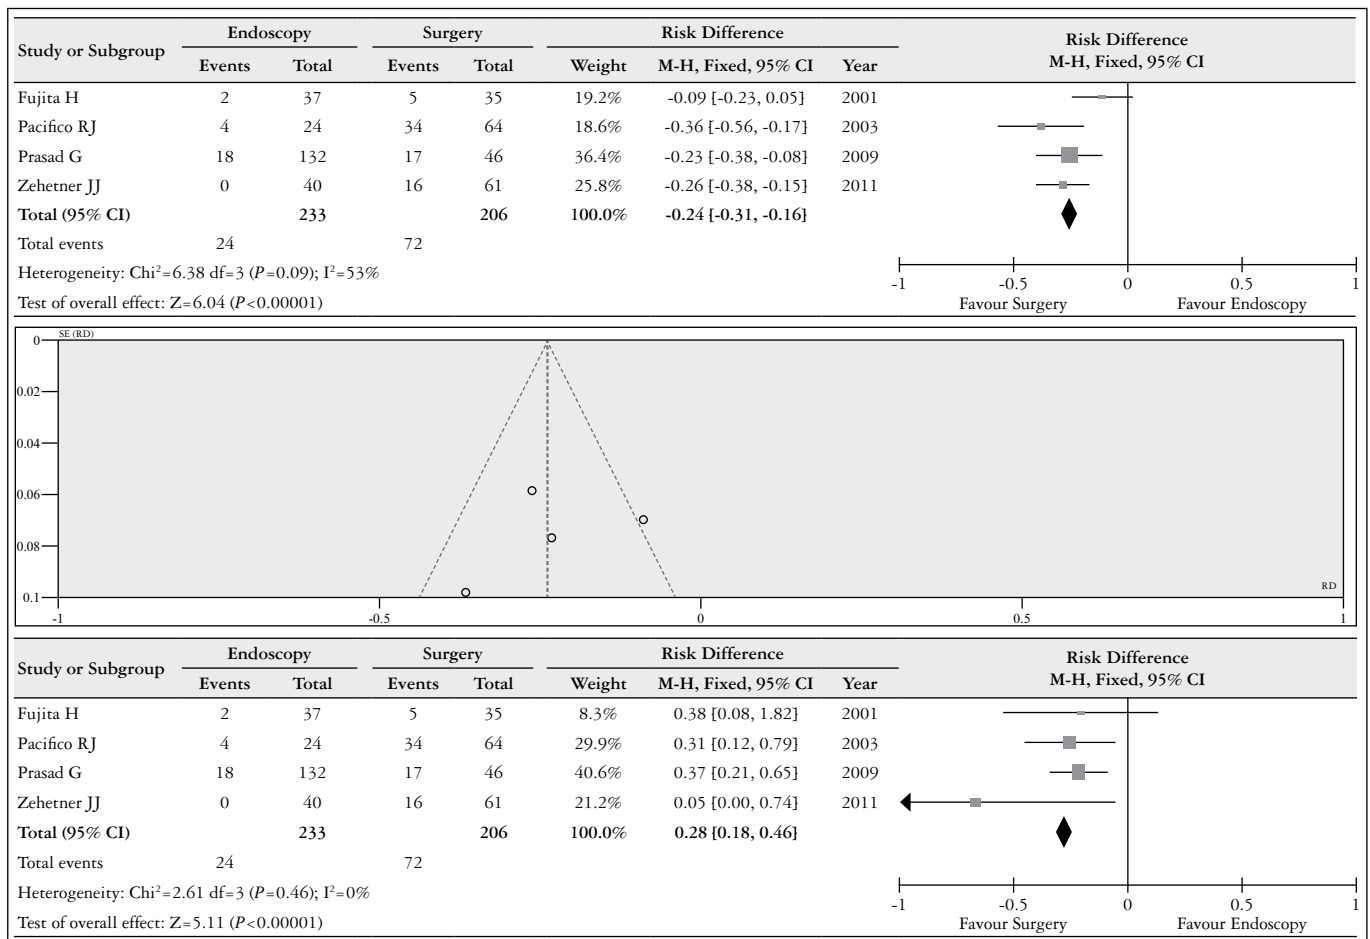 Study or Subgroup Endoscopy Surgery Risk Difference Risk Difference
Events Total Events Total Weight M-H, Fixed, 95% CI Year M-H, Fixed, 95% CI
Fujita H 2 37 5 35 19.2% -0.09 [-0.23, 0.05] 2001
Pacifico RJ 4 24 34 64 18.6% -0.36 [-0.56, -0.17] 2003
Prasad G 18 132 17 46 36.4% -0.23 [-0.38, -0.08] 2009
Zehetner JJ 0 40 16 61 25.8% -0.26 [-0.38, -0.15] 2011
Total (95% CI) 233 206 100.0% -0.24 [-0.31, -0.16]
Total events 24 72
Heterogeneity: Chi²=6.38 df=3 (P=0.09); I²=53%
-1 -0.5 0 0.5 1
Test of overall effect: Z=6.04 (P<0.00001) Favour Surgery Favour Endoscopy
SE (RD)
0
0.02
0.04
0.06
0.08
0.1
RD
-1 -0.5 0 0.5 1
Study or Subgroup Endoscopy Surgery Risk Difference Risk Difference
Events Total Events Total Weight M-H, Fixed, 95% CI Year M-H, Fixed, 95% CI
Fujita H 2 37 5 35 8.3% 0.38 [0.08, 1.82] 2001
Pacifico RJ 4 24 34 64 29.9% 0.31 [0.12, 0.79] 2003
Prasad G 18 132 17 46 40.6% 0.37 [0.21, 0.65] 2009
Zehetner JJ 0 40 16 61 21.2% 0.05 [0.00, 0.74] 2011
Total (95% CI) 233 206 100.0% 0.28 [0.18, 0.46]
Total events 24 72
Heterogeneity: Chi²=2.61 df=3 (P=0.46); I²=0%
-1 -0.5 0 0.5 1
Test of overall effect: Z=5.11 (P<0.00001) Favour Surgery Favour Endoscopy